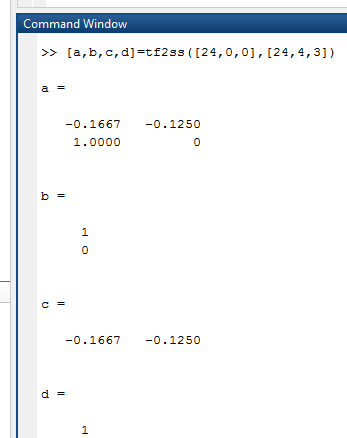 Command Window
>> [a,b,c,d]=tf2ss([24,0,0],[24,4,3])
a =
-0.1667 -0.1250
1.0000 0
b =
1
0
c =
-0.1667 -0.1250
d =
1